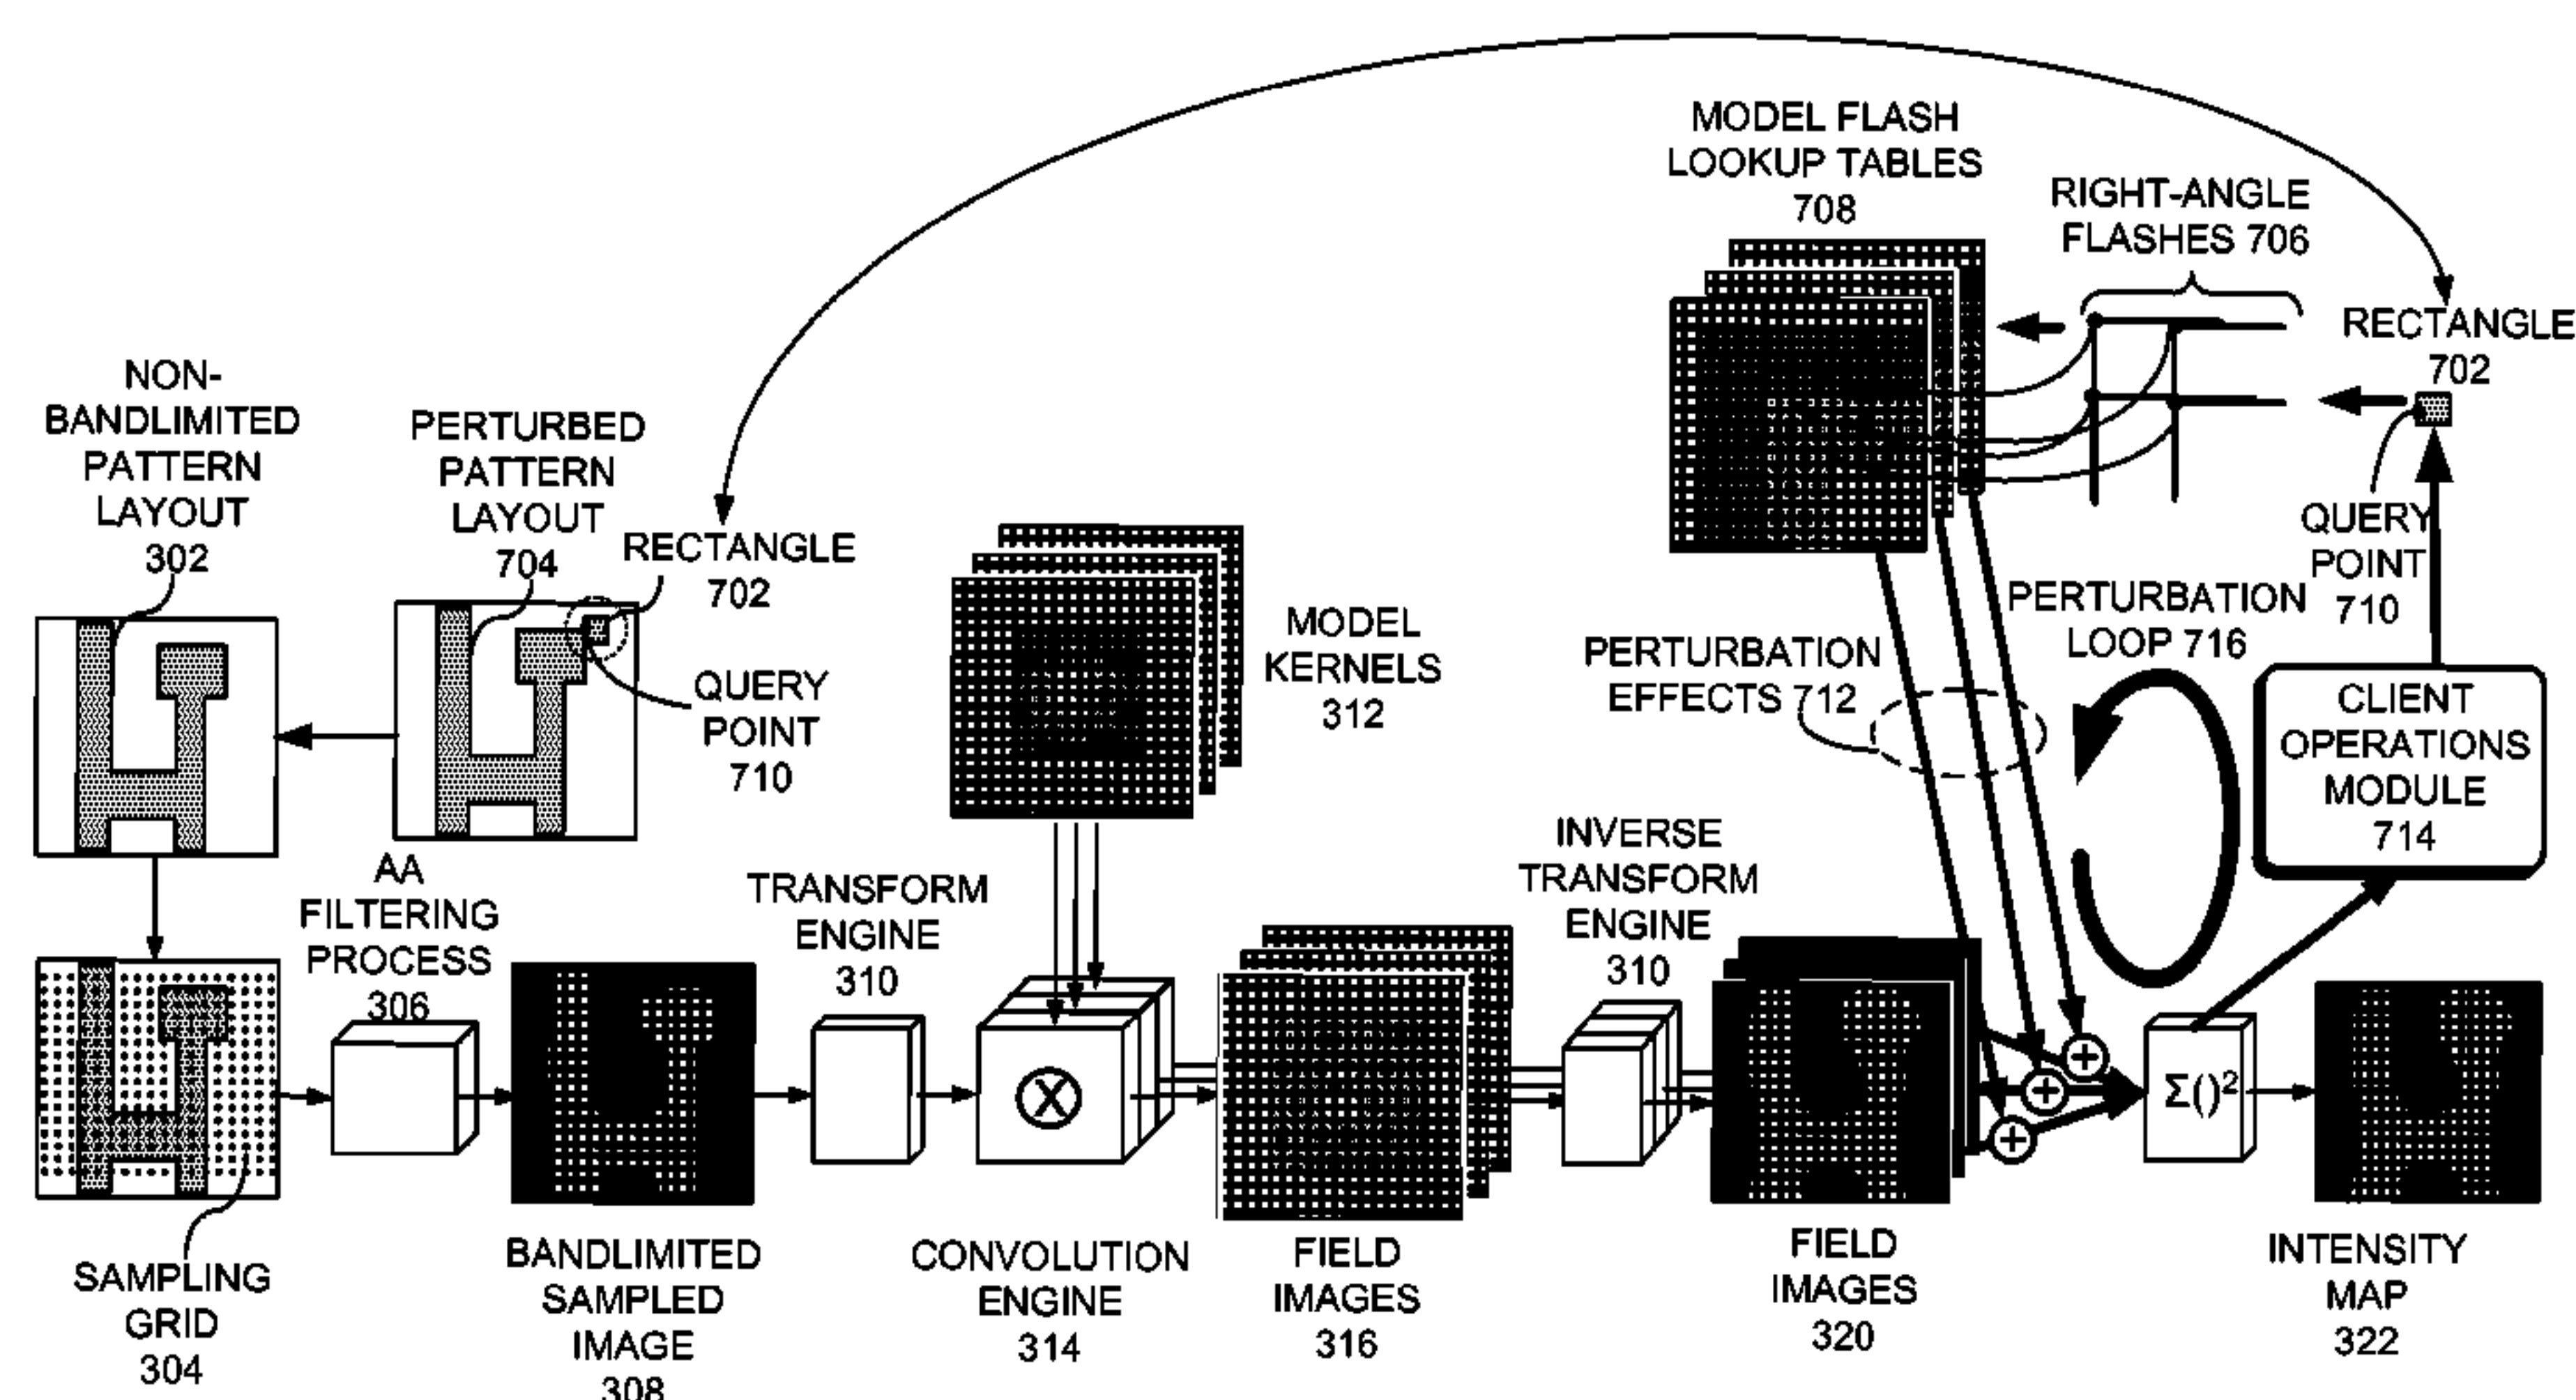 MODEL FLASH
LOOKUP TABLES
708
RIGHT-ANGLE
FLASHES 706
RECTANGLE
702
QUERY
POINT
710
NON-
BANDLIMITED
PATTERN
LAYOUT
302
PERTURBED
PATTERN
LAYOUT
704
RECTANGLE
702
QUERY
POINT
710
MODEL
KERNELS
312
PERTURBATION
EFFECTS 712
PERTURBATION
LOOP 716
CLIENT
OPERATIONS
MODULE
714
AA
FILTERING
PROCESS
306
TRANSFORM
ENGINE
310
INVERSE
TRANSFORM
ENGINE
310
X
+
+
+
Σ()²
SAMPLING
GRID
304
BANDLIMITED
SAMPLED
IMAGE
308
CONVOLUTION
ENGINE
314
FIELD
IMAGES
316
FIELD
IMAGES
320
INTENSITY
MAP
322